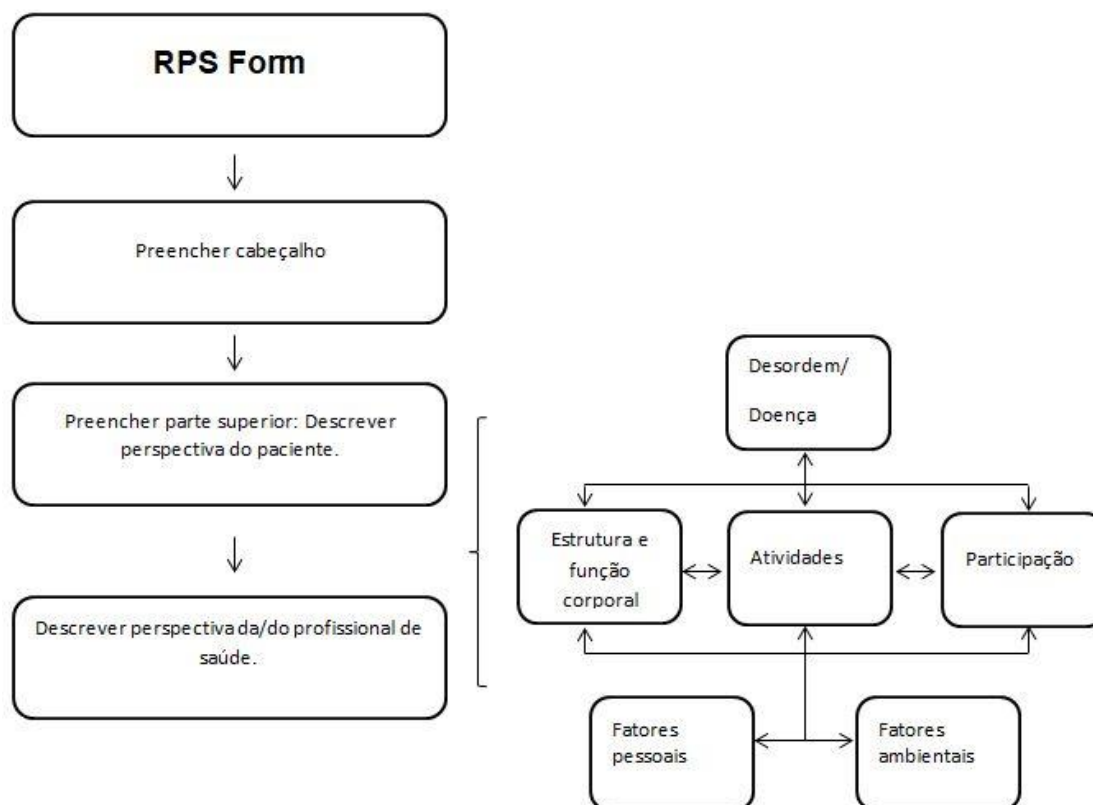 RPS Form
Preencher cabeçalho
Preencher parte superior: Descrever
perspectiva do paciente.
Descrever perspectiva da/do profissional de
saúde.
Desordem/
Doença
Estrutura e
função
corporal
Atividades
Participação
Fatores
pessoais
Fatores
ambientais